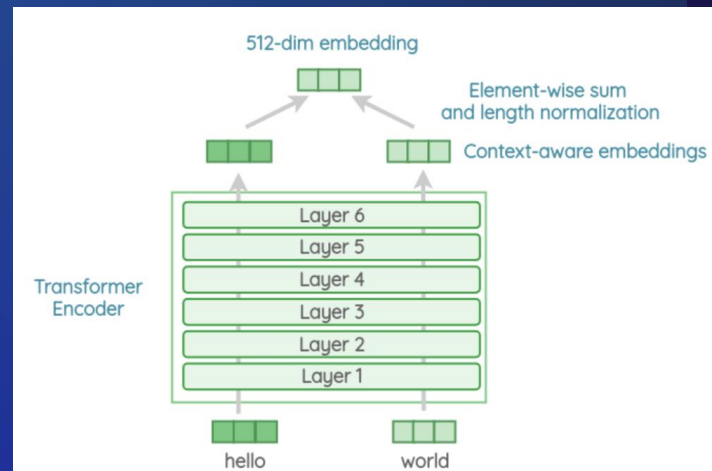 512-dim embedding
Element-wise sum
and length normalization
Context-aware embeddings
Layer 6
Layer 5
Layer 4
Transformer
Encoder
Layer 3
Layer 2
Layer 1
hello
world